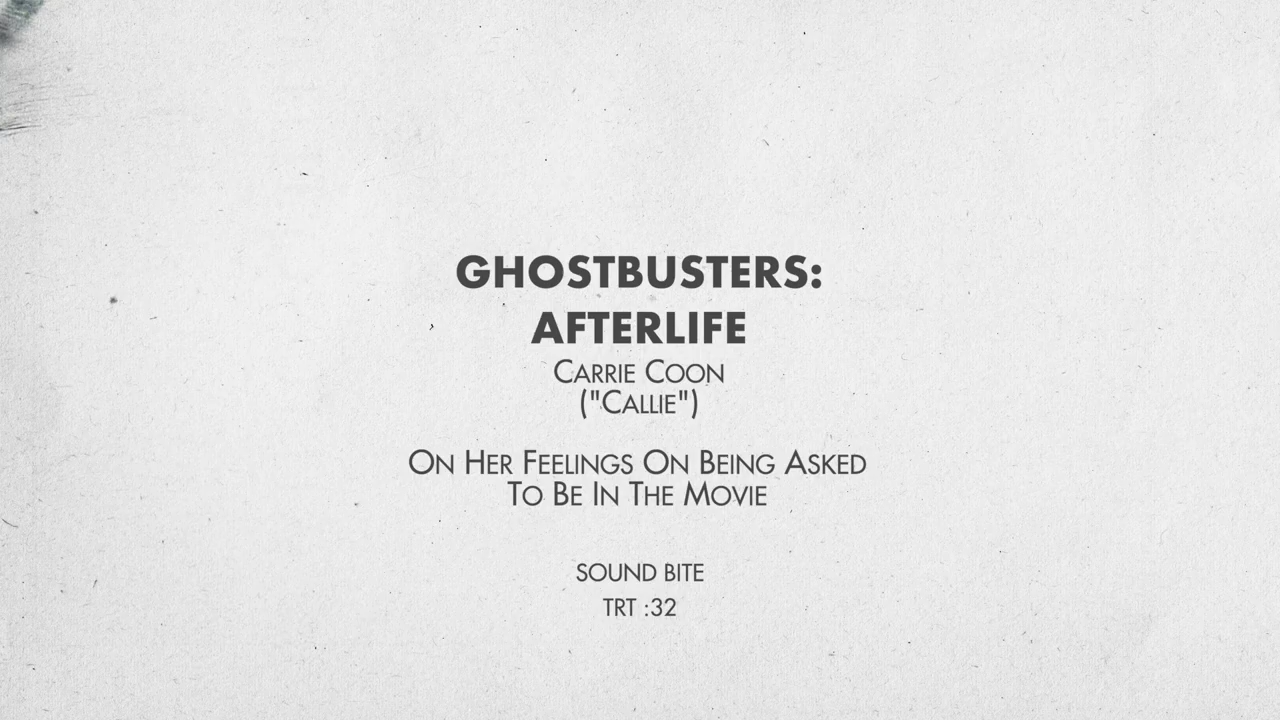 GHOSTBUSTERS:
AFTERLIFE
CARRIE COON
("CALLIE")
ON HER FEELINGS ON BEING ASKED
TO BE IN THE MOVIE
SOUND BITE
TRT :32